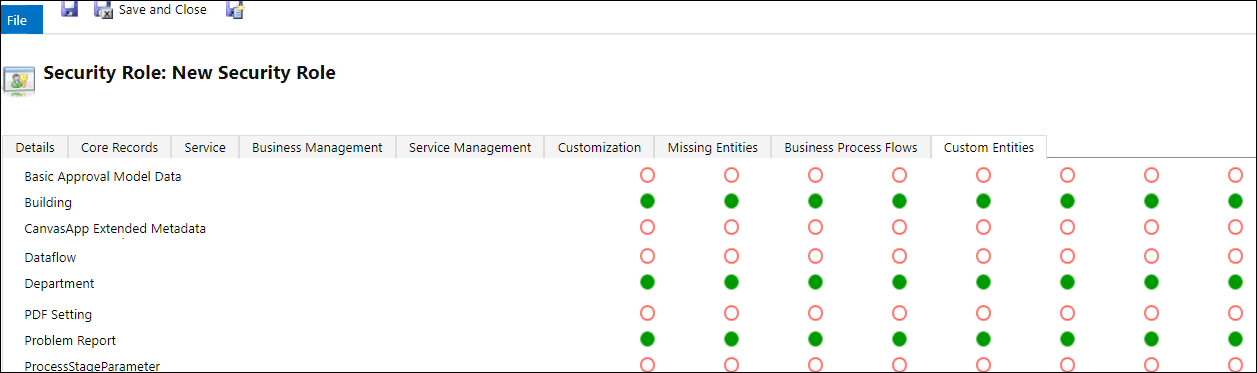 File
Save and Close
Security Role: New Security Role
Details Core Records Service Business Management Service Management Customization Missing Entities Business Process Flows Custom Entities
Basic Approval Model Data
Building
CanvasApp Extended Metadata
Dataflow
Department
PDF Setting
Problem Report
ProcessStageParameter